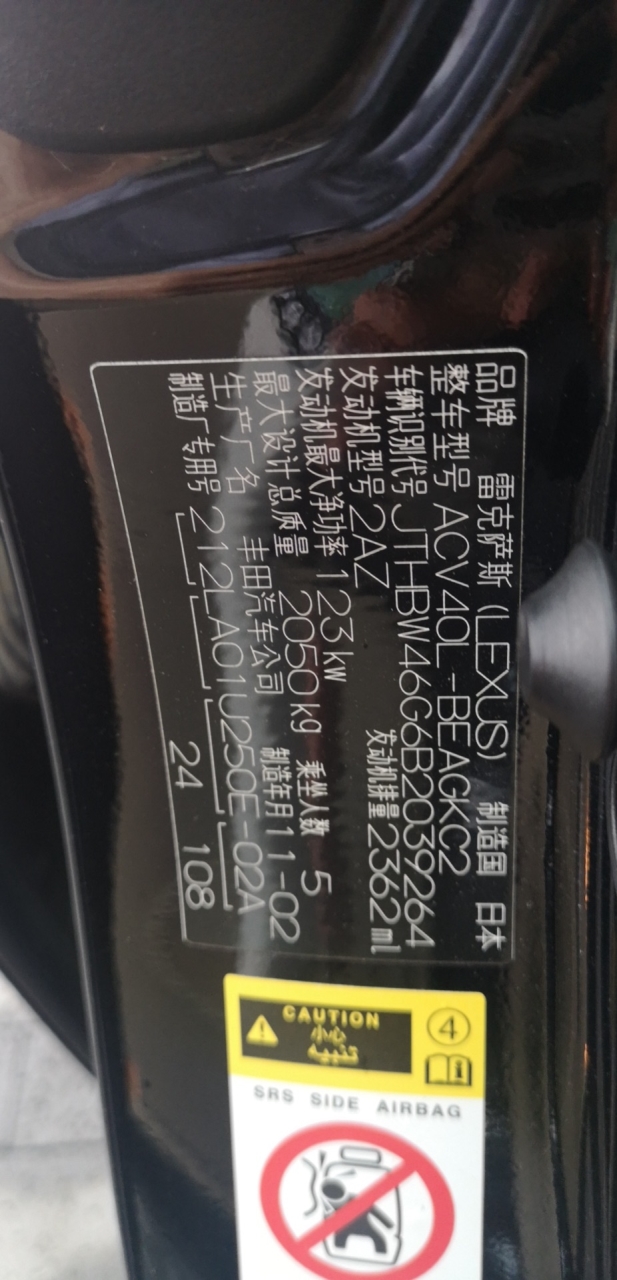 品牌 雷克萨斯 (LEXUS) 制造国 日本
整车型号 ACV40L-BEAGKC2
车辆识别代号 JTHBW46G6B2039264
发动机型号 2AZ 发动机排量 2362ml
发动机最大净功率 123kw
最大设计总质量 2050kg 乘坐人数 5
生产厂名 丰田汽车公司 制造年月 11-02
制造厂专用号 212LA01U250E-02A
24 108
CAUTION
小心
تنبيه
4
SRS SIDE AIRBAG